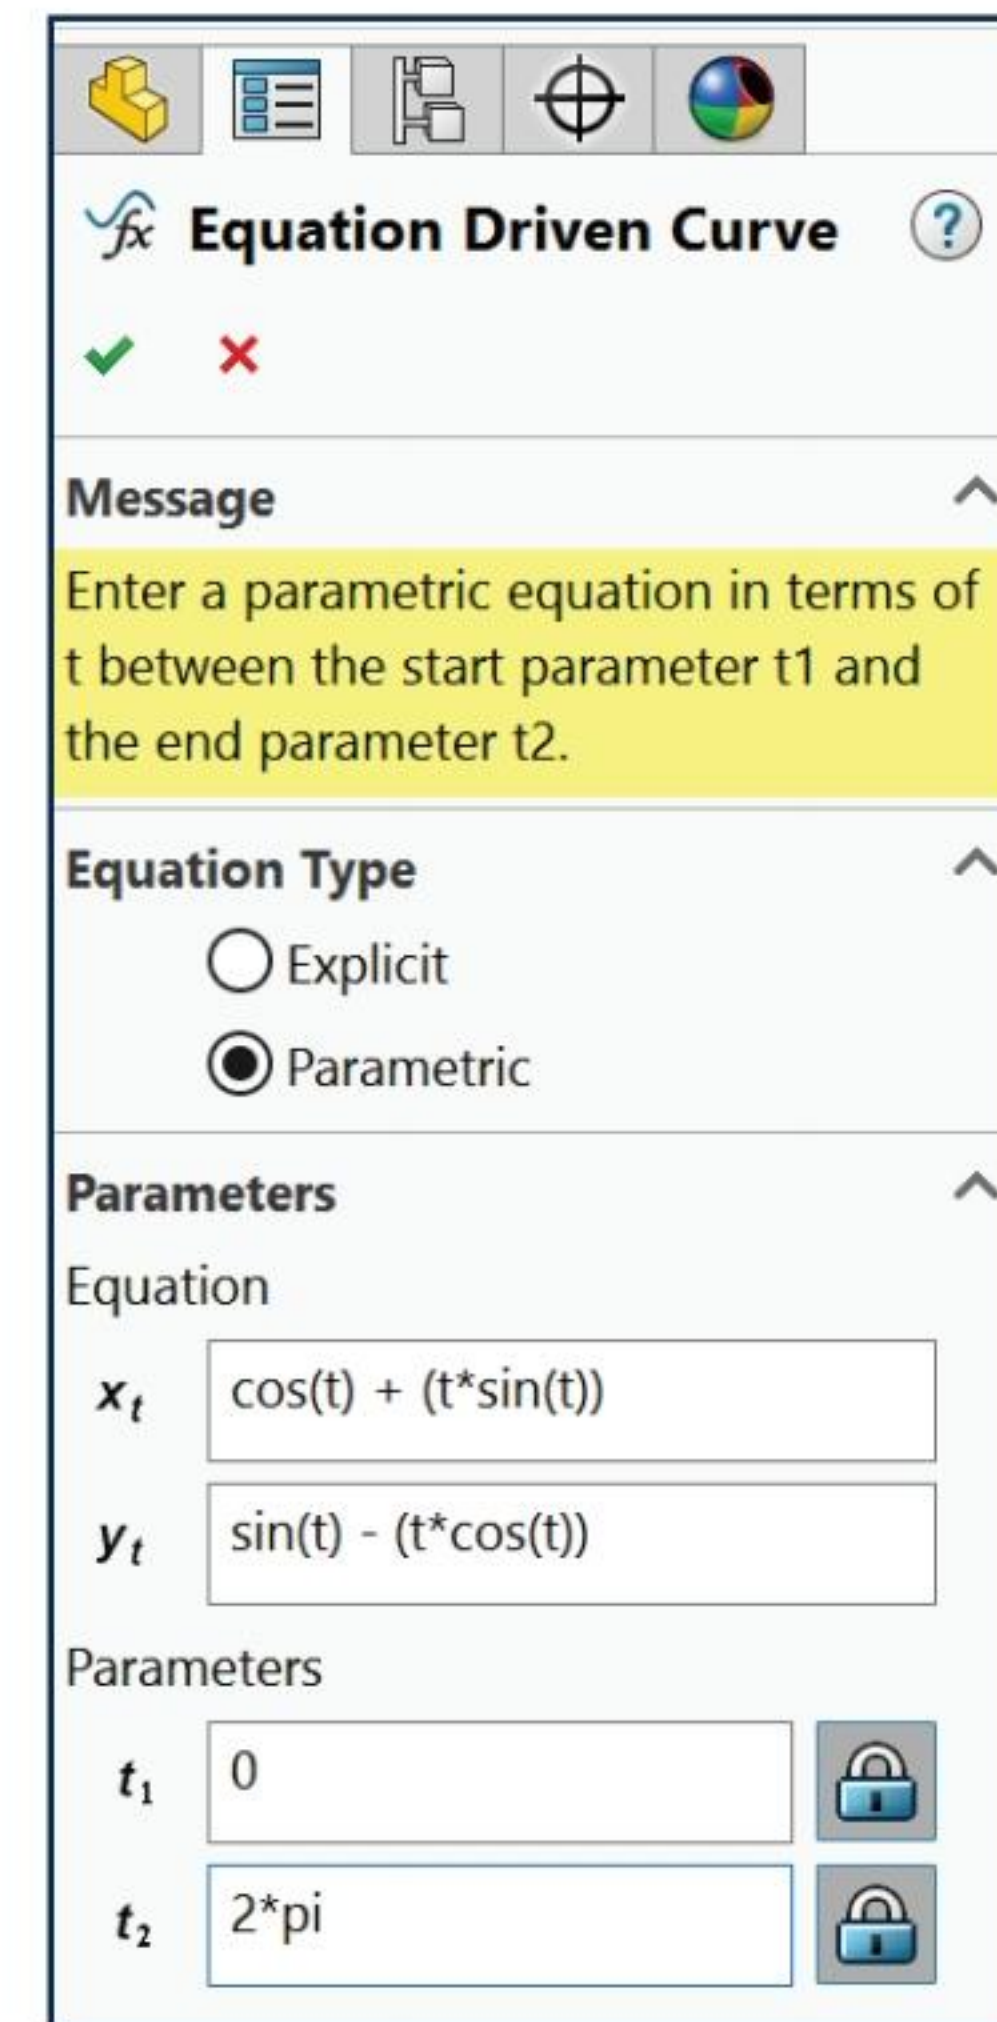 fx Equation Driven Curve ?
Message
Enter a parametric equation in terms of
t between the start parameter t1 and
the end parameter t2.
Equation Type
Explicit
Parametric
Parameters
Equation
xt cos(t) + (t*sin(t))
yt sin(t) - (t*cos(t))
Parameters
t1 0
t2 2*pi